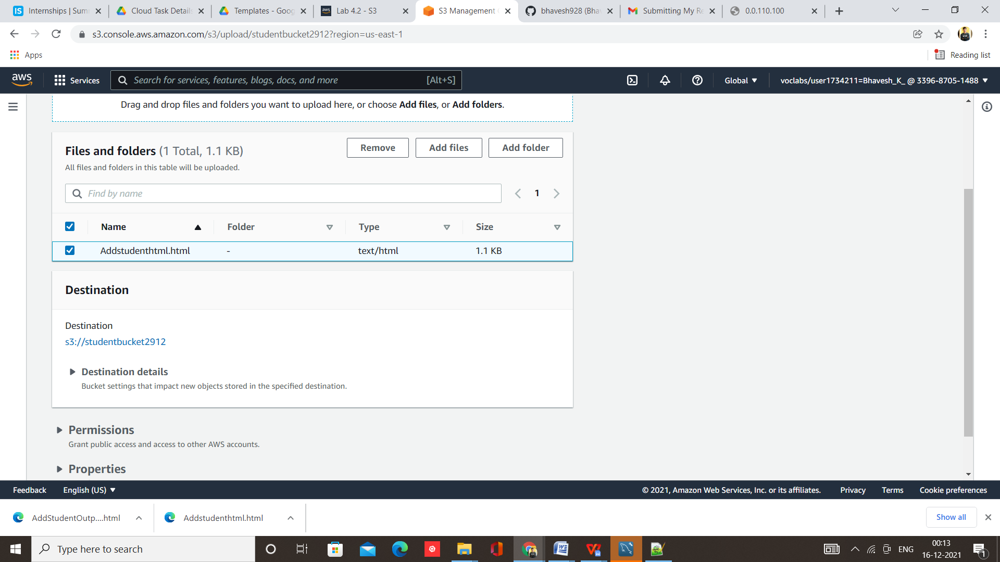 Internships | Sum
Cloud Task Details
Templates - Goog
Lab 4.2 - S3
S3 Management
bhavesh928 (Bha
Submitting My Re
0.0.110.100
s3.console.aws.amazon.com/s3/upload/studentbucket2912?region=us-east-1
Apps
Reading list
aws
Services
Search for services, features, blogs, docs, and more
[Alt+S]
Global
voclabs/user1734211=Bhavesh_K_ @ 3396-8705-1488
Drag and drop files and folders you want to upload here, or choose Add files, or Add folders.
Files and folders (1 Total, 1.1 KB)
Remove
Add files
Add folder
All files and folders in this table will be uploaded.
Find by name
1
Name
Folder
Type
Size
Addstudenthtml.html
-
text/html
1.1 KB
Destination
Destination
s3://studentbucket2912
Destination details
Bucket settings that impact new objects stored in the specified destination.
Permissions
Grant public access and access to other AWS accounts.
Properties
Feedback
English (US)
© 2021, Amazon Web Services, Inc. or its affiliates.
Privacy
Terms
Cookie preferences
AddStudentOutp....html
Addstudenthtml.html
Show all
Type here to search
ENG
00:13
16-12-2021
1